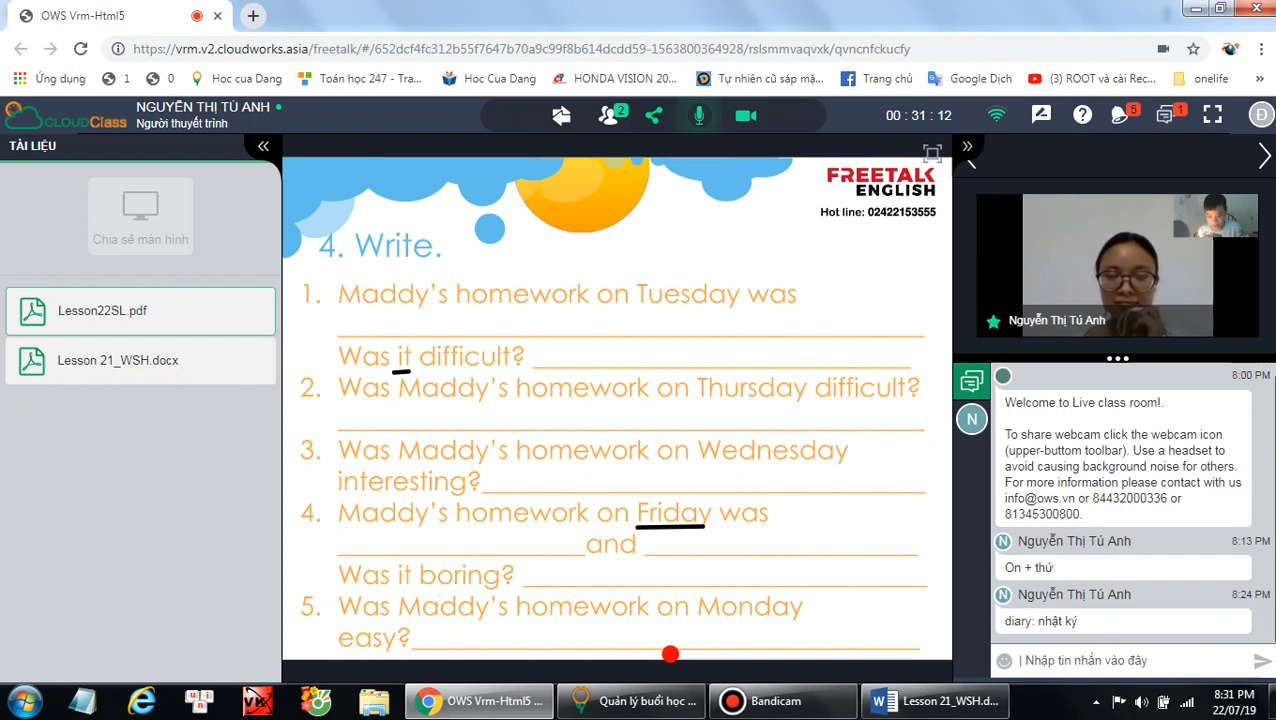 OWS Vrm-Html5
https://vrm.v2.cloudworks.asia/freetalk/#/652dcf4fc312b55f7647b70a9c99f8b614dcdd59-1563800364928/rslsmmvaqvxk/qvncnfckucfy
Ứng dụng 1 0 Hoc cua Dang Toán học 247 - Tra... Học Cua Dang HONDA VISION 20... Tự nhiên cũ sáp mặ... Trang chủ Google Dịch (3) ROOT và cài Rec... onelife »
CLOUDCLASS
NGUYỄN THỊ TÚ ANH
Người thuyết trình
2
00 : 31 : 12
5
1
Đ
TÀI LIỆU
Chia sẻ màn hình
Lesson22SL.pdf
Lesson 21_WSH.docx
FREETALK
ENGLISH
Hot line: 02422153555
4. Write.
1. Maddy's homework on Tuesday was
Was it difficult?
2. Was Maddy's homework on Thursday difficult?
3. Was Maddy's homework on Wednesday
interesting?
4. Maddy's homework on Friday was
and
Was it boring?
5. Was Maddy's homework on Monday
easy?
Nguyễn Thị Tú Anh
8:00 PM
Welcome to Live class room!.
To share webcam click the webcam icon
(upper-buttom toolbar). Use a headset to
avoid causing background noise for others.
For more information please contact with us
info@ows.vn or 84432000336 or
81345300800.
N
N Nguyễn Thị Tú Anh 8:13 PM
On + thứ
N Nguyễn Thị Tú Anh 8:24 PM
diary: nhật ký
Nhập tin nhắn vào đây
OWS Vrm-Html5 ...
Quản lý buổi học ...
Bandicam
Lesson 21_WSH.d...
8:31 PM
22/07/19